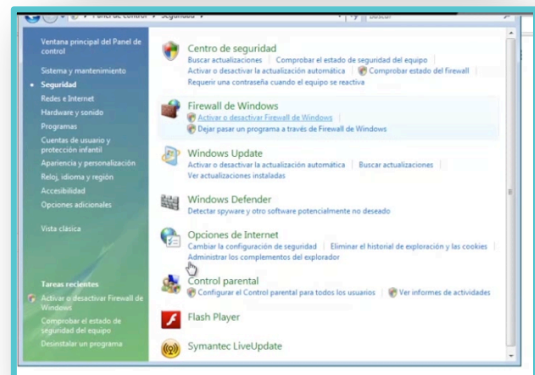 Panel de control
Seguridad
Buscar
Ventana principal del Panel de
control
Sistema y mantenimiento
Seguridad
Redes e Internet
Hardware y sonido
Programas
Cuentas de usuario y
protección infantil
Apariencia y personalización
Reloj, idioma y región
Accesibilidad
Opciones adicionales
Vista clásica
Tareas recientes
Activar o desactivar Firewall de
Windows
Comprobar el estado de
seguridad del equipo
Desinstalar un programa
Centro de seguridad
Buscar actualizaciones Comprobar el estado de seguridad del equipo
Activar o desactivar la actualización automática Comprobar estado del firewall
Requerir una contraseña cuando el equipo se reactiva
Firewall de Windows
Activar o desactivar Firewall de Windows
Dejar pasar un programa a través de Firewall de Windows
Windows Update
Activar o desactivar la actualización automática Buscar actualizaciones
Ver actualizaciones instaladas
Windows Defender
Detectar spyware y otro software potencialmente no deseado
Opciones de Internet
Cambiar la configuración de seguridad Eliminar el historial de exploración y las cookies
Administrar los complementos del explorador
Control parental
Configurar el Control parental para todos los usuarios Ver informes de actividades
Flash Player
Symantec LiveUpdate